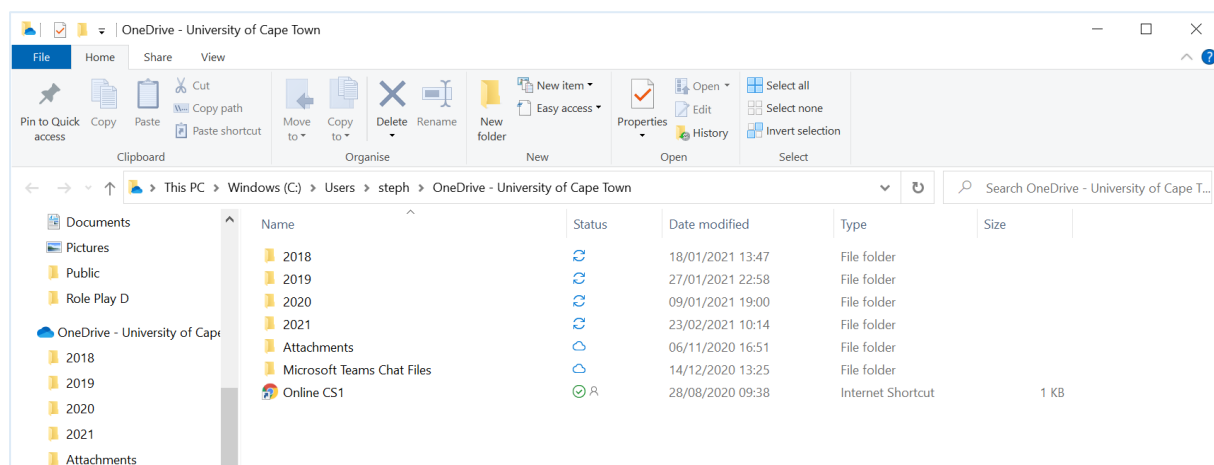 OneDrive - University of Cape Town
File Home Share View
Pin to Quick access
Copy
Paste
Cut
Copy path
Paste shortcut
Clipboard
Move to
Copy to
Delete
Rename
Organise
New folder
New item
Easy access
New
Properties
Open
Edit
History
Open
Select all
Select none
Invert selection
Select
This PC > Windows (C:) > Users > steph > OneDrive - University of Cape Town
Search OneDrive - University of Cape T...
Documents
Pictures
Public
Role Play D
OneDrive - University of Cape
2018
2019
2020
2021
Attachments
Name Status Date modified Type Size
2018 18/01/2021 13:47 File folder
2019 27/01/2021 22:58 File folder
2020 09/01/2021 19:00 File folder
2021 23/02/2021 10:14 File folder
Attachments 06/11/2020 16:51 File folder
Microsoft Teams Chat Files 14/12/2020 13:25 File folder
Online CS1 28/08/2020 09:38 Internet Shortcut 1 KB